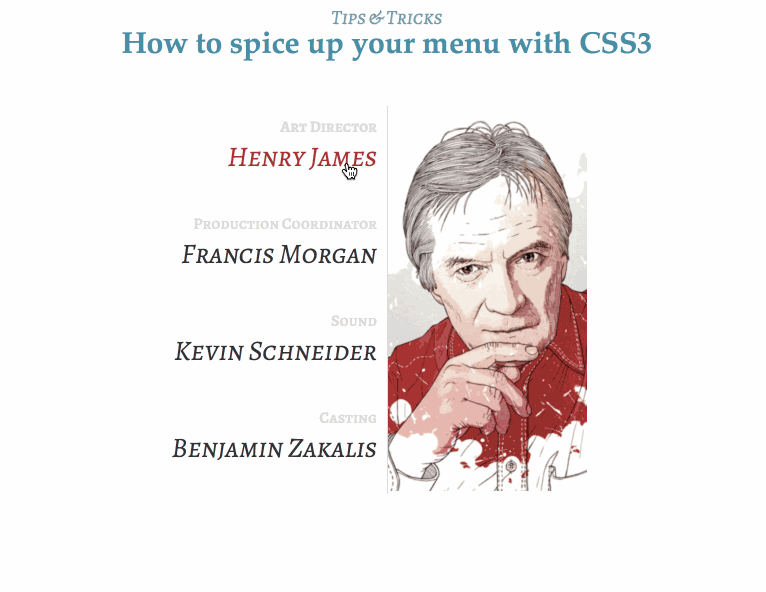 Tips & Tricks
How to spice up your menu with CSS3
Art Director
Henry James
Production Coordinator
Francis Morgan
Sound
Kevin Schneider
Casting
Benjamin Zakalis